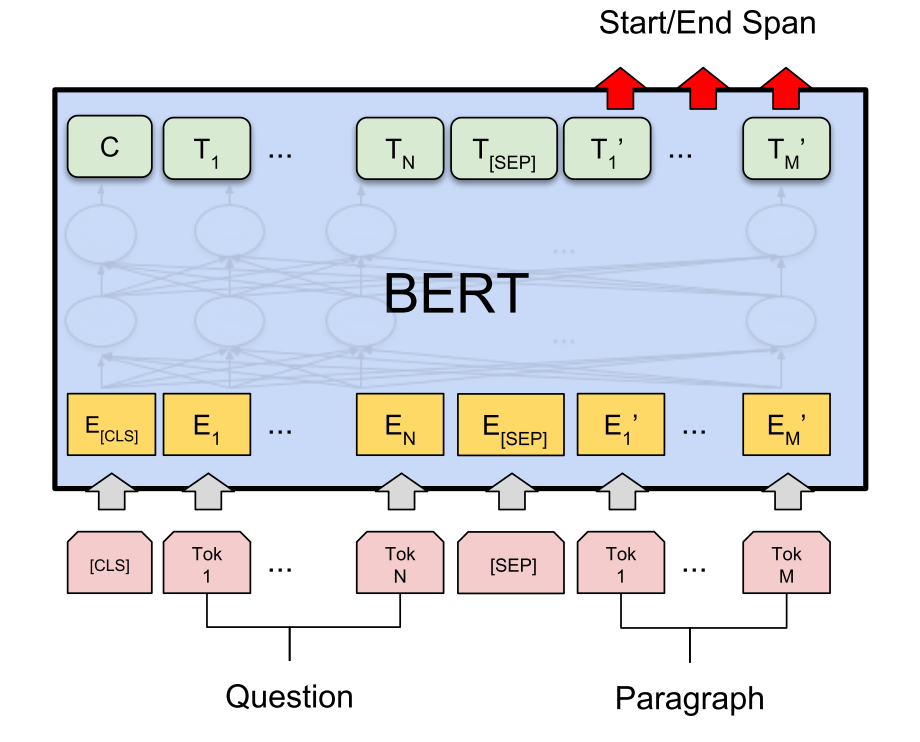 Start/End Span
C T1 ... TN T[SEP] T1’ ... TM’
...
BERT
...
E[CLS] E1 ... EN E[SEP] E1’ ... EM’
[CLS] Tok 1 ... Tok N [SEP] Tok 1 ... Tok M
Question Paragraph